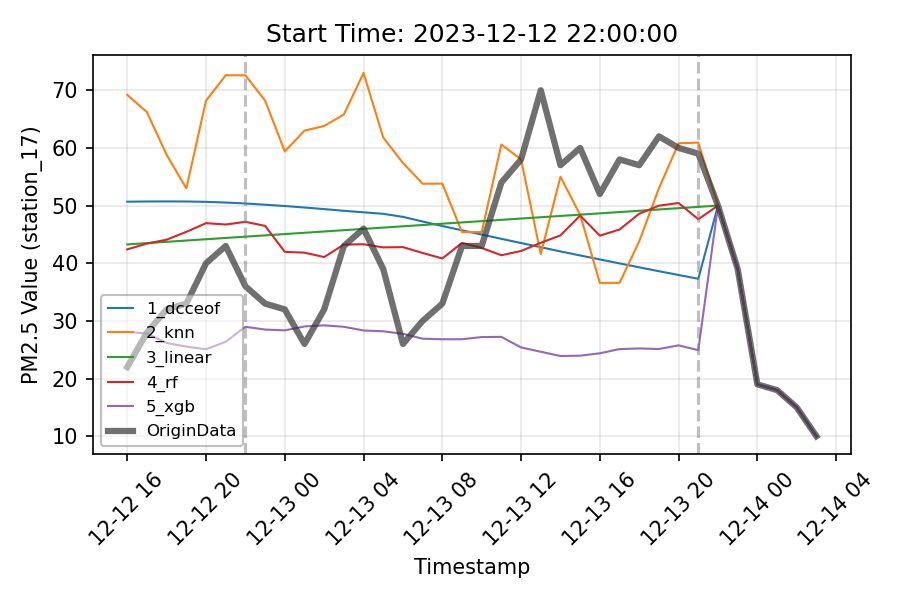 Start Time: 2023-12-12 22:00:00
PM2.5 Value (station_17)
70
60
50
40
30
20
10
1_dcceof
2_knn
3_linear
4_rf
5_xgb
OriginData
12-12 16
12-12 20
12-13 00
12-13 04
12-13 08
12-13 12
12-13 16
12-13 20
12-14 00
12-14 04
Timestamp